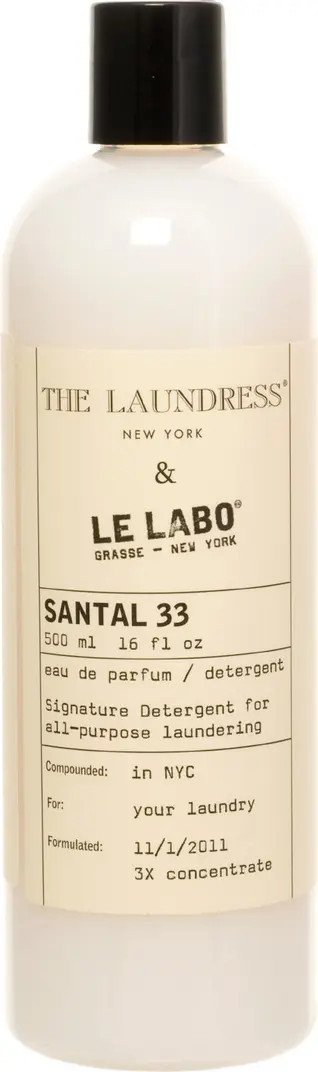 THE LAUNDRESS®
NEW YORK
&
LE LABO®
GRASSE - NEW YORK
SANTAL 33
500 ml 16 fl oz
eau de parfum / detergent
Signature Detergent for
all-purpose laundering
Compounded: in NYC
For: your laundry
Formulated: 11/1/2011
3X concentrate